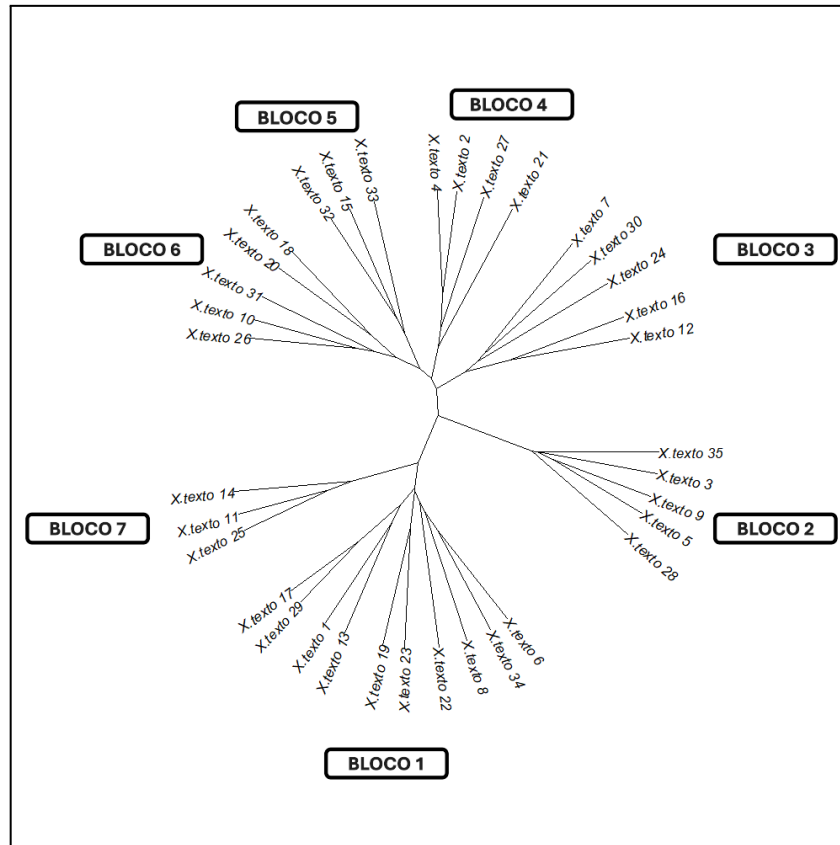 BLOCO 4
BLOCO 5
X.texto 33
X.texto 15
X.texto 32
X.texto 4
X.texto 2
X.texto 27
X.texto 21
X.texto 7
X.texto 30
X.texto 24
X.texto 16
X.texto 12
BLOCO 3
BLOCO 6
X.texto 18
X.texto 20
X.texto 31
X.texto 10
X.texto 26
X.texto 35
X.texto 3
X.texto 9
X.texto 5
X.texto 28
BLOCO 2
BLOCO 7
X.texto 14
X.texto 11
X.texto 25
X.texto 17
X.texto 29
X.texto 1
X.texto 13
X.texto 19
X.texto 23
X.texto 22
X.texto 8
X.texto 34
X.texto 6
BLOCO 1